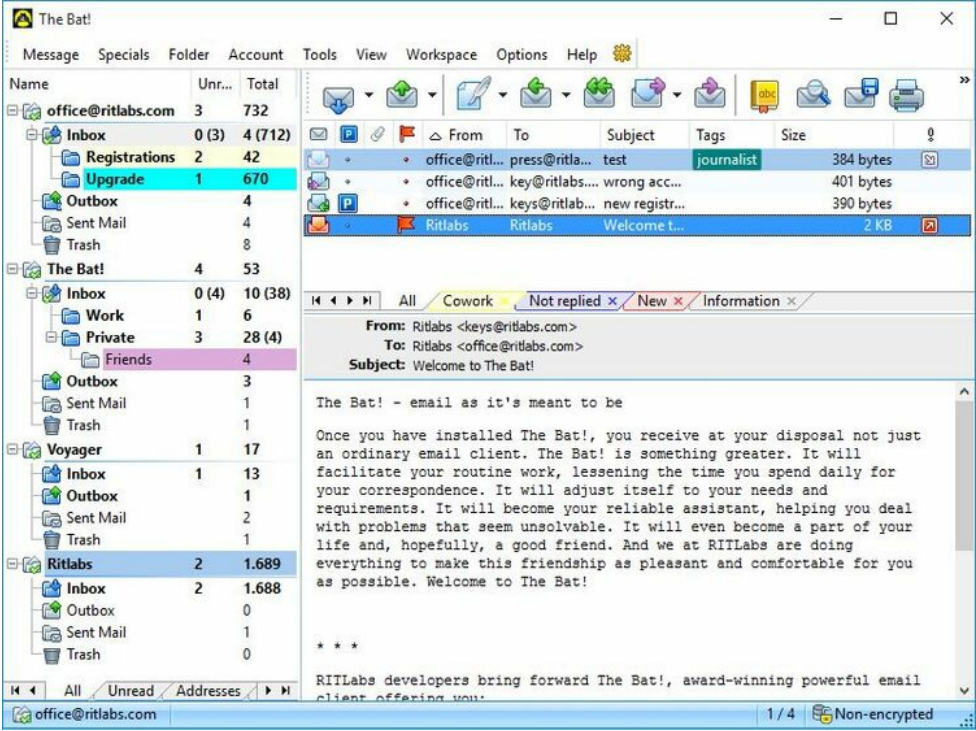 The Bat!
Message Specials Folder Account Tools View Workspace Options Help
Name Unr... Total
office@ritlabs.com 3 732
Inbox 0 (3) 4 (712)
Registrations 2 42
Upgrade 1 670
Outbox 4
Sent Mail 4
Trash 8
The Bat! 4 53
Inbox 0 (4) 10 (38)
Work 1 6
Private 3 28 (4)
Friends 4
Outbox 3
Sent Mail 1
Trash 1
Voyager 1 17
Inbox 1 13
Outbox 1
Sent Mail 2
Trash 1
Ritlabs 2 1.689
Inbox 2 1.688
Outbox 0
Sent Mail 1
Trash 0
All Unread Addresses
abc
»
P From To Subject Tags Size
office@ritl... press@ritla... test journalist 384 bytes
office@ritl... key@ritlabs.... wrong acc... 401 bytes
P office@ritl... keys@ritlab... new registr... 390 bytes
Ritlabs Ritlabs Welcome t... 2 KB
All Cowork × Not replied × New × Information ×
From: Ritlabs <keys@ritlabs.com>
To: Ritlabs <office@ritlabs.com>
Subject: Welcome to The Bat!
The Bat! - email as it's meant to be
Once you have installed The Bat!, you receive at your disposal not just
an ordinary email client. The Bat! is something greater. It will
facilitate your routine work, lessening the time you spend daily for
your correspondence. It will adjust itself to your needs and
requirements. It will become your reliable assistant, helping you deal
with problems that seem unsolvable. It will even become a part of your
life and, hopefully, a good friend. And we at RITLabs are doing
everything to make this friendship as pleasant and comfortable for you
as possible. Welcome to The Bat!
* * *
RITLabs developers bring forward The Bat!, award-winning powerful email
client offering you:
office@ritlabs.com 1 / 4 Non-encrypted